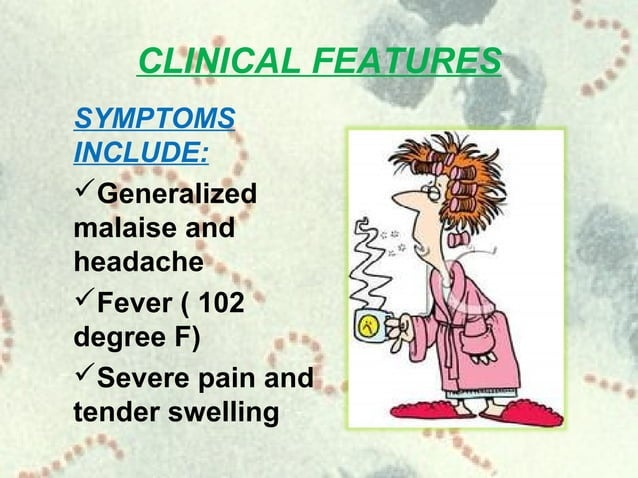 CLINICAL FEATURES
SYMPTOMS
INCLUDE:
✓Generalized
malaise and
headache
✓Fever ( 102
degree F)
✓Severe pain and
tender swelling